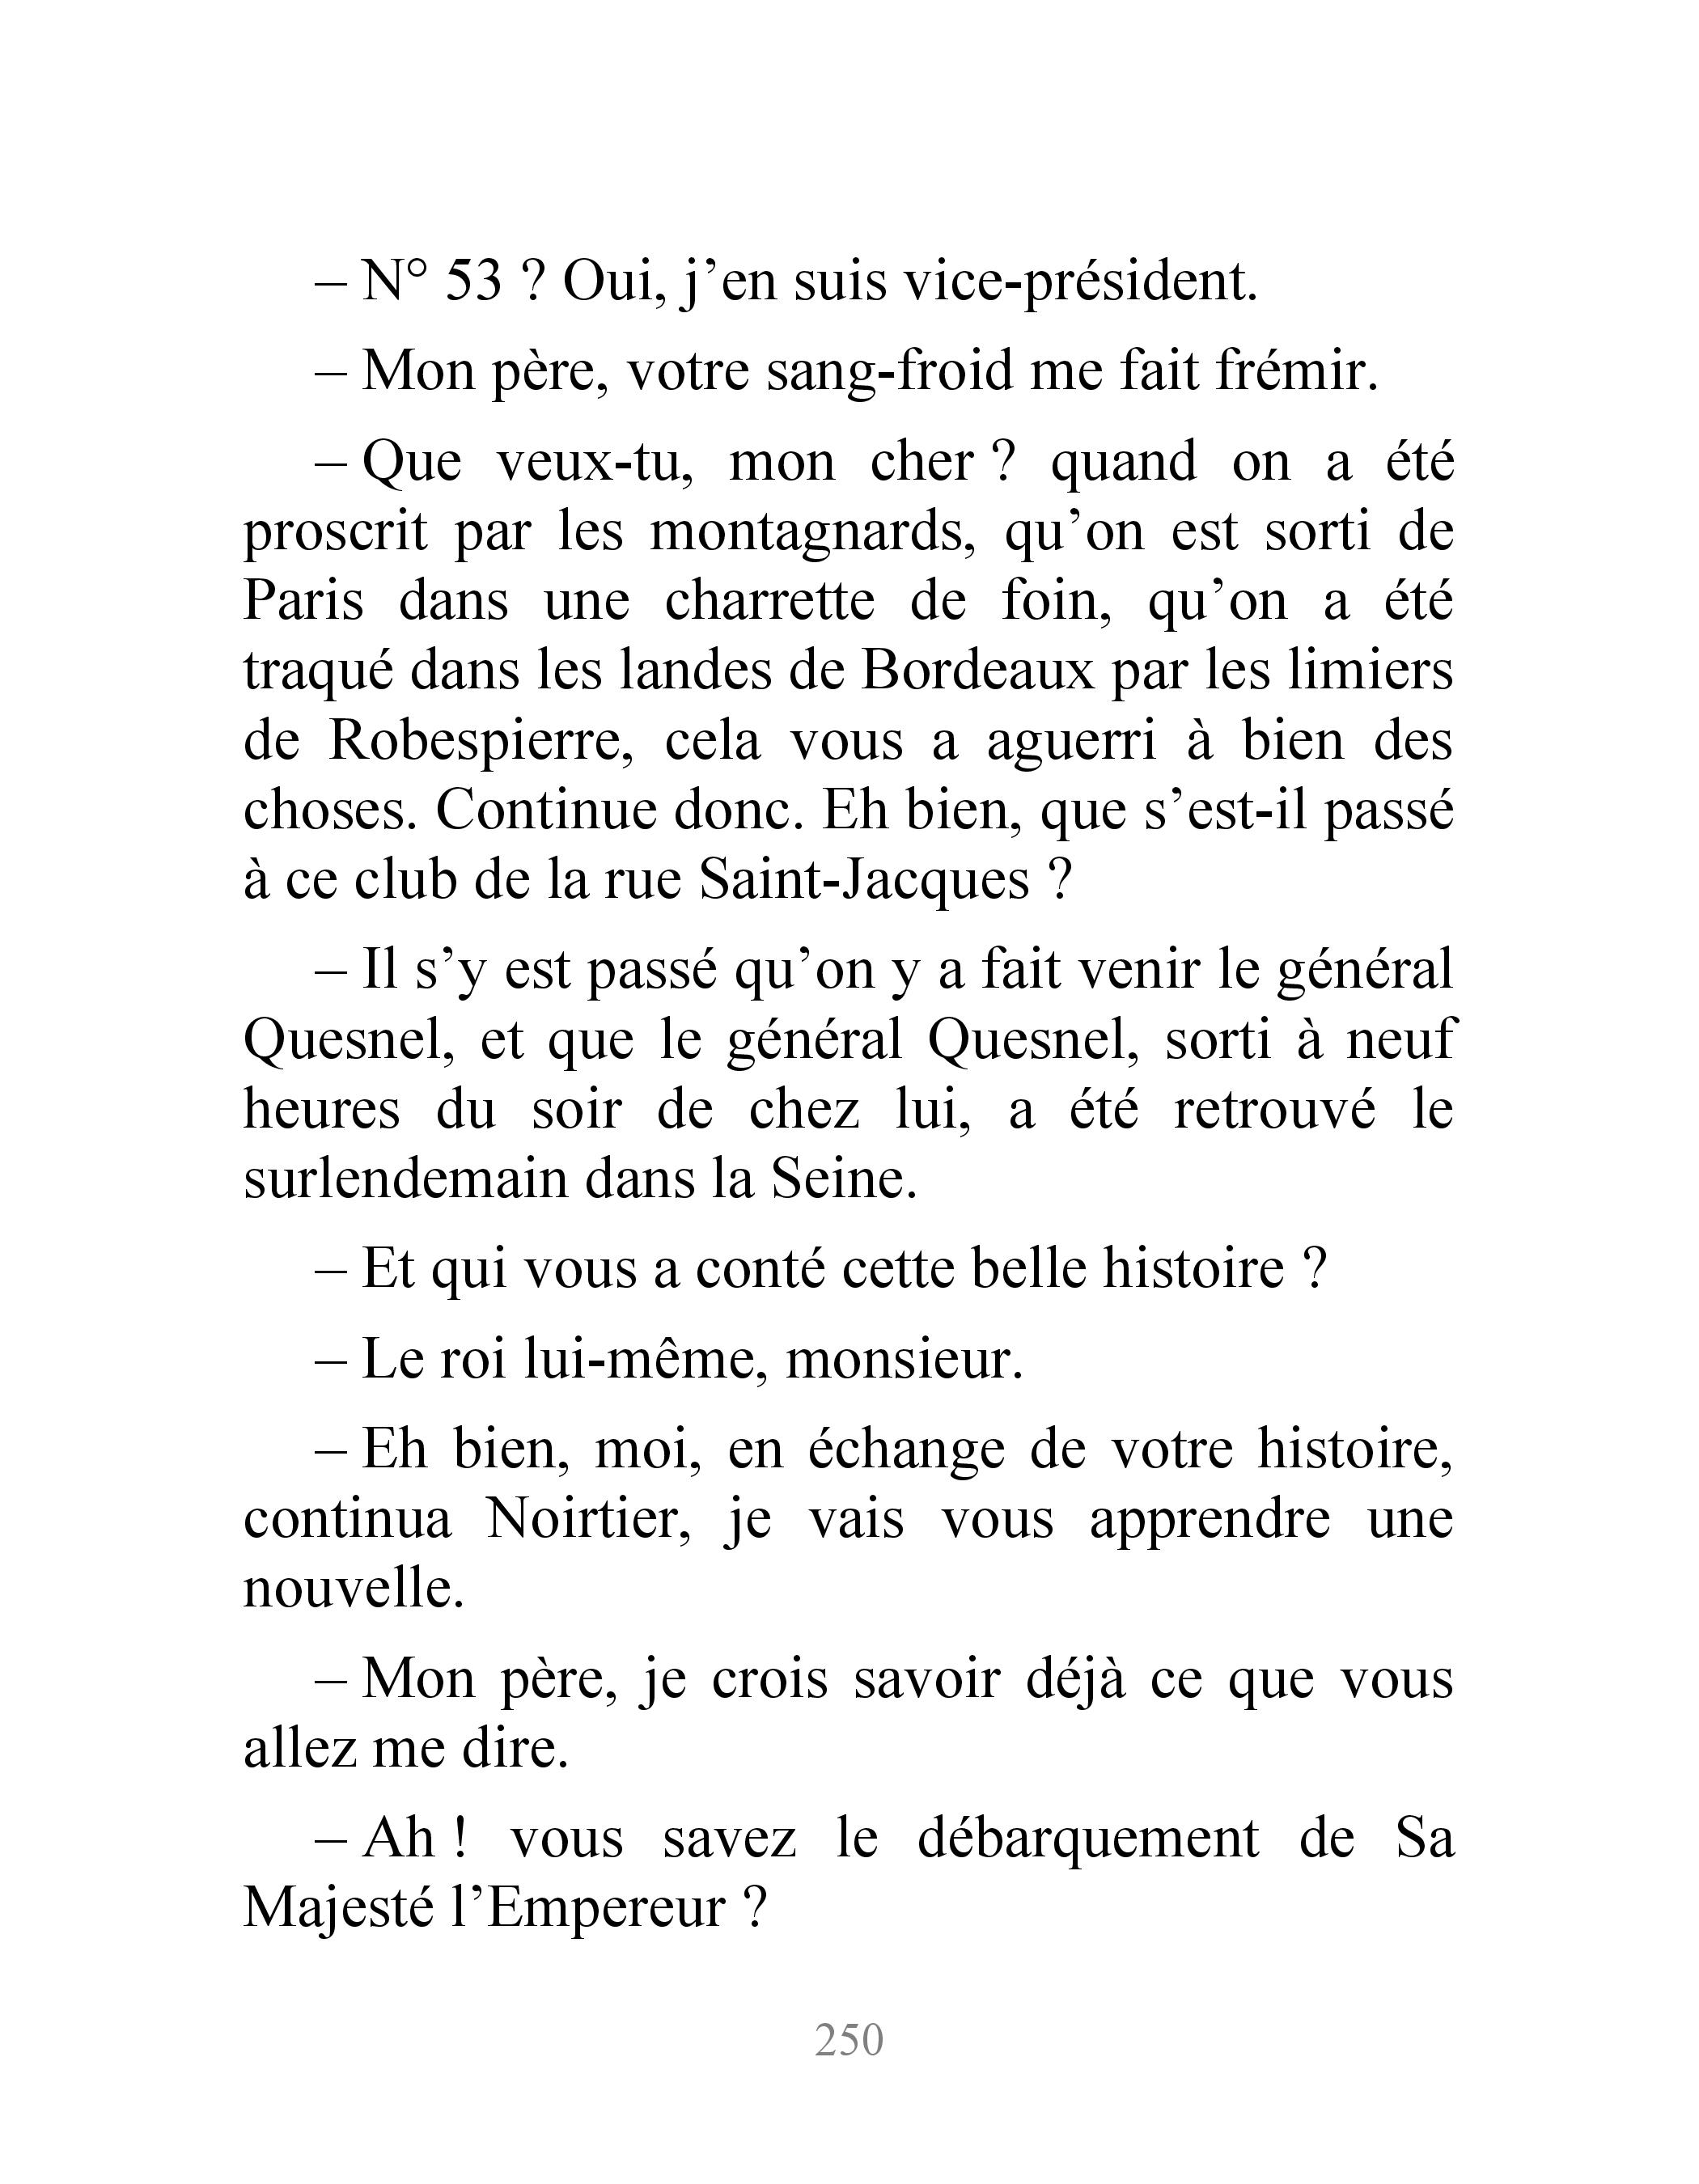 – N° 53 ? Oui, j’en suis vice-président.
– Mon père, votre sang-froid me fait frémir.
– Que veux-tu, mon cher ? quand on a été
proscrit par les montagnards, qu’on est sorti de
Paris dans une charrette de foin, qu’on a été
traqué dans les landes de Bordeaux par les limiers
de Robespierre, cela vous a aguerri à bien des
choses. Continue donc. Eh bien, que s’est-il passé
à ce club de la rue Saint-Jacques ?
– Il s’y est passé qu’on y a fait venir le général
Quesnel, et que le général Quesnel, sorti à neuf
heures du soir de chez lui, a été retrouvé le
surlendemain dans la Seine.
– Et qui vous a conté cette belle histoire ?
– Le roi lui-même, monsieur.
– Eh bien, moi, en échange de votre histoire,
continua Noirtier, je vais vous apprendre une
nouvelle.
– Mon père, je crois savoir déjà ce que vous
allez me dire.
– Ah ! vous savez le débarquement de Sa
Majesté l’Empereur ?
250